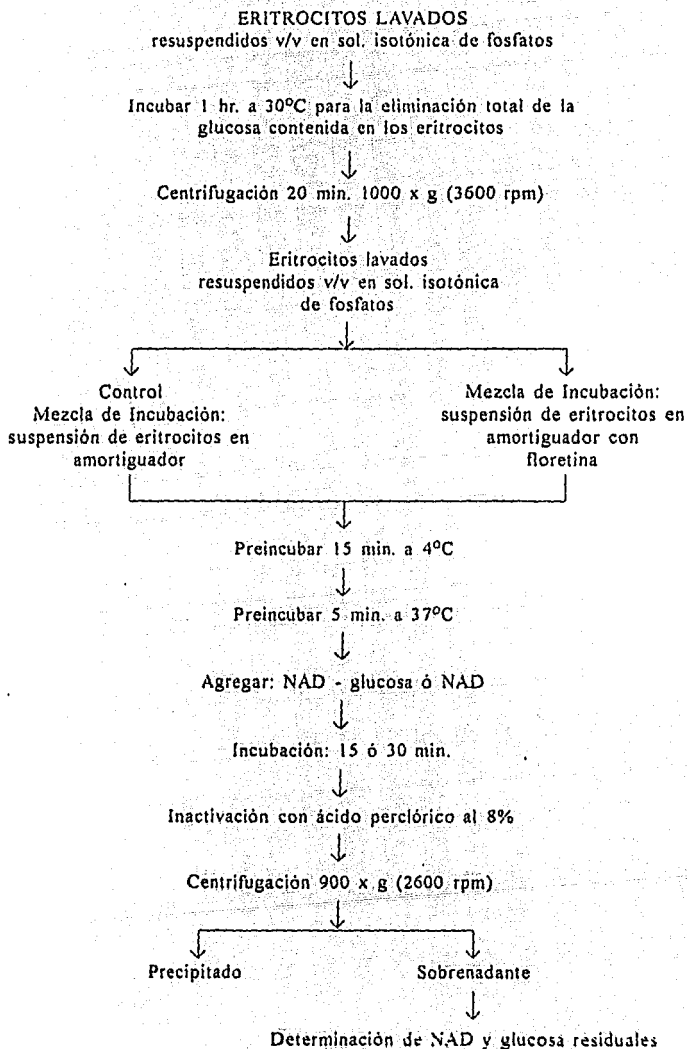 ERITROCITOS LAVADOS
resuspendidos v/v en sol. isotónica de fosfatos
Incubar 1 hr. a 30ºC para la eliminación total de la
glucosa contenida en los eritrocitos
Centrifugación 20 min. 1000 x g (3600 rpm)
Eritrocitos lavados
resuspendidos v/v en sol. isotónica
de fosfatos
Control
Mezcla de Incubación:
suspensión de eritrocitos en
amortiguador
Mezcla de Incubación:
suspensión de eritrocitos en
amortiguador con
floretina
Preincubar 15 min. a 4ºC
Preincubar 5 min. a 37ºC
Agregar: NAD - glucosa ó NAD
Incubación: 15 ó 30 min.
Inactivación con ácido perclórico al 8%
Centrifugación 900 x g (2600 rpm)
Precipitado
Sobrenadante
Determinación de NAD y glucosa residuales